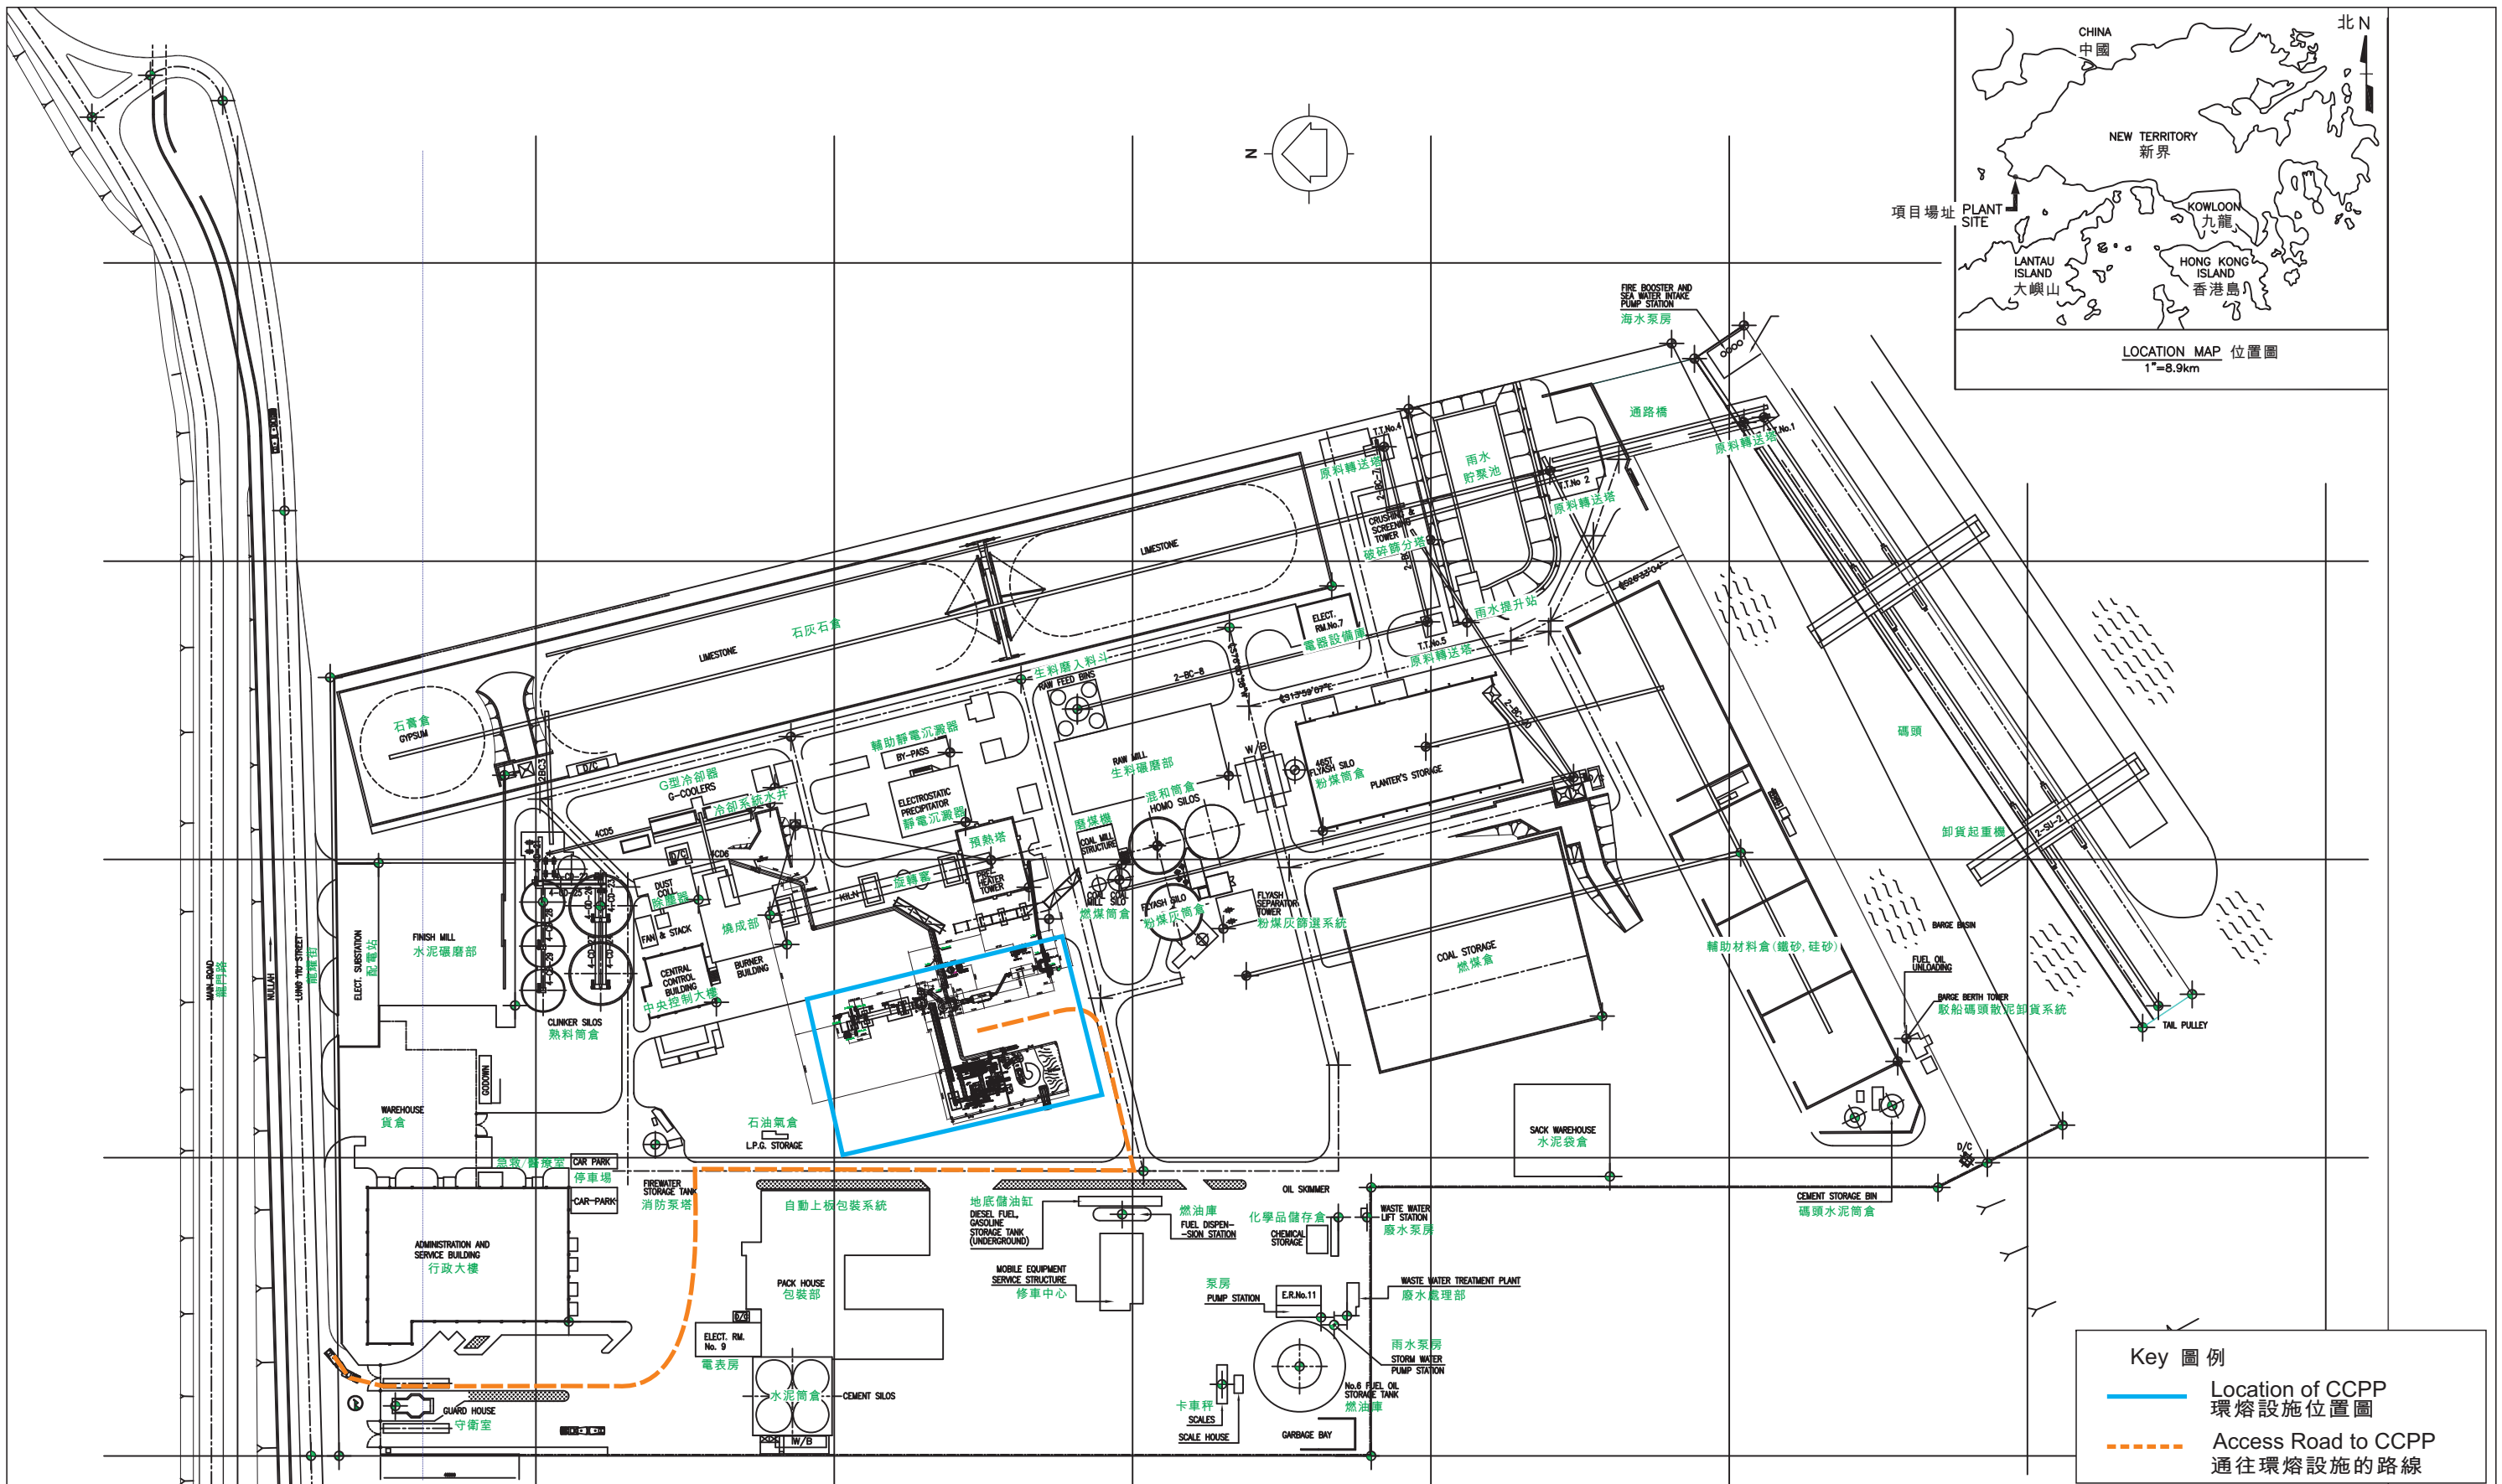 北 N
CHINA
中國
NEW TERRITORY
新界
項目場址
PLANT
SITE
KOWLOON
九龍
LANTAU
ISLAND
大嶼山
HONG KONG
ISLAND
香港島
LOCATION MAP 位置圖
1"=8.9km
N
FIRE BOOSTER AND
SEA WATER INTAKE
PUMP STATION
海水泵房
通路橋
T.T.No.4
原料轉送塔
2-BC-7
雨水
貯聚池
原料轉送塔
T.T.No 2
原料轉送塔
CRUSHING &
SCREENING
TOWER
破碎篩分塔
LIMESTONE
石灰石倉
LIMESTONE
ELECT.
RM.No.7
電器設備庫
雨水提升站
T.T.No.5
原料轉送塔
生料磨入料斗
RAW FEED BINS
2-BC-8
石膏倉
GYPSUM
2BC3
D/C
輔助靜電沉澱器
BY-PASS
G型冷卻器
G-COOLERS
冷卻系統水井
ELECTROSTATIC
PRECIPITATOR
靜電沉澱器
RAW MILL
生料碾磨部
W/B
465T
FLYASH SILO
粉煤筒倉
PLANTER'S STORAGE
混和筒倉
HOMO SILOS
磨煤機
COAL MILL
STRUCTURE
碼頭
卸貨起重機
2-SU-2
4CD5
4CD6
D/C
預熱塔
PRE-
HEATER
TOWER
旋轉窰
KILN
DUST
COLL.
除塵器
燒成部
FAN & STACK
BURNER
BUILDING
CENTRAL
CONTROL
BUILDING
中央控制大樓
COAL
MILL
COAL
SILO
燃煤筒倉
FLYASH SILO
粉煤灰筒倉
FLYASH
SEPARATOR
TOWER
粉煤灰篩選系統
COAL STORAGE
燃煤倉
輔助材料倉(鐵砂,硅砂)
BARGE BASIN
FUEL OIL
UNLOADING
BARGE BERTH TOWER
駁船碼頭散泥卸貨系統
TAIL PULLEY
MAIN ROAD
龍門路
NULLAH
LUNG YIU STREET
龍耀街
ELECT. SUBSTATION
配電站
FINISH MILL
水泥碾磨部
CLINKER SILOS
熟料筒倉
WAREHOUSE
貨倉
GODOWN
石油氣倉
L.P.G. STORAGE
SACK WAREHOUSE
水泥袋倉
D/C
CEMENT STORAGE BIN
碼頭水泥筒倉
急救/醫療室
CAR PARK
停車場
CAR-PARK
FIREWATER
STORAGE TANK
消防泵塔
自動上板包裝系統
地底儲油缸
DIESEL FUEL,
GASOLINE
STORAGE TANK
(UNDERGROUND)
燃油庫
FUEL DISPEN-
-SION STATION
OIL SKIMMER
化學品儲存倉
CHEMICAL
STORAGE
WASTE WATER
LIFT STATION
廢水泵房
ADMINISTRATION AND
SERVICE BUILDING
行政大樓
PACK HOUSE
包裝部
MOBILE EQUIPMENT
SERVICE STRUCTURE
修車中心
泵房
PUMP STATION
E.R.No.11
WASTE WATER TREATMENT PLANT
廢水處理部
D/C
ELECT. RM.
No. 9
電表房
水泥筒倉
CEMENT SILOS
W/B
雨水泵房
STORM WATER
PUMP STATION
No.6 FUEL OIL
STORAGE TANK
燃油庫
卡車秤
SCALES
SCALE HOUSE
GARBAGE BAY
GUARD HOUSE
守衛室
Key 圖例
Location of CCPP
環熔設施位置圖
Access Road to CCPP
通往環熔設施的路線